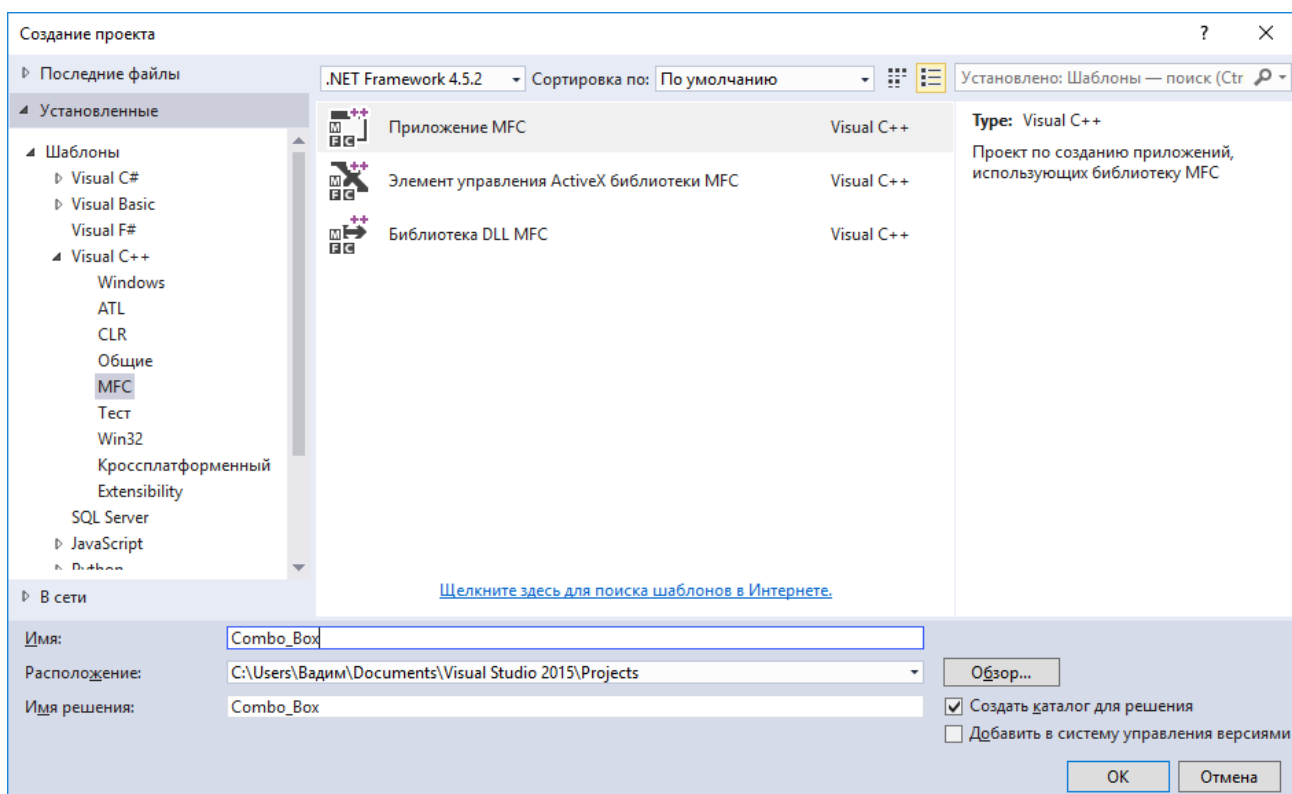 Создание проекта
?
Последние файлы
.NET Framework 4.5.2
Сортировка по: По умолчанию
Установлено: Шаблоны — поиск (Ctr
Установленные
Шаблоны
Visual C#
Visual Basic
Visual F#
Visual C++
Windows
ATL
CLR
Общие
MFC
Тест
Win32
Кроссплатформенный
Extensibility
SQL Server
JavaScript
Python
В сети
Приложение MFC Visual C++
Элемент управления ActiveX библиотеки MFC Visual C++
Библиотека DLL MFC Visual C++
Щелкните здесь для поиска шаблонов в Интернете.
Type: Visual C++
Проект по созданию приложений,
использующих библиотеку MFC
Имя: Combo_Box
Расположение: C:\Users\Вадим\Documents\Visual Studio 2015\Projects
Обзор...
Имя решения: Combo_Box
Создать каталог для решения
Добавить в систему управления версиями
OK
Отмена